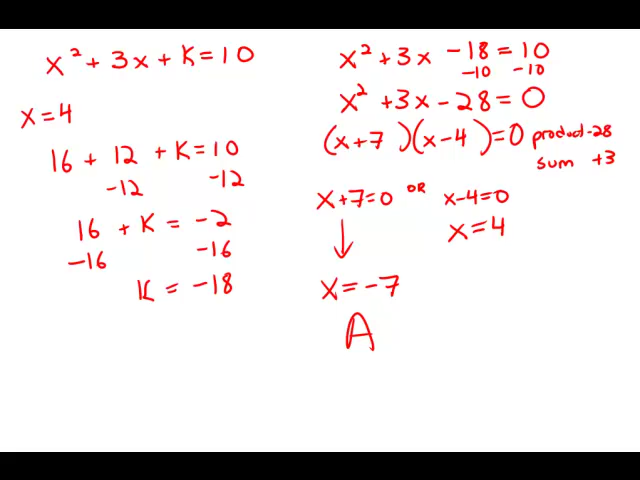 x² + 3x + K = 10
x = 4
16 + 12 + K = 10
-12 -12
16 + K = -2
-16 -16
K = -18
x² + 3x - 18 = 10
-10 -10
x² + 3x - 28 = 0
(x+7)(x-4) = 0 product -28
sum +3
x+7=0 OR x-4=0
x=4
x = -7
A